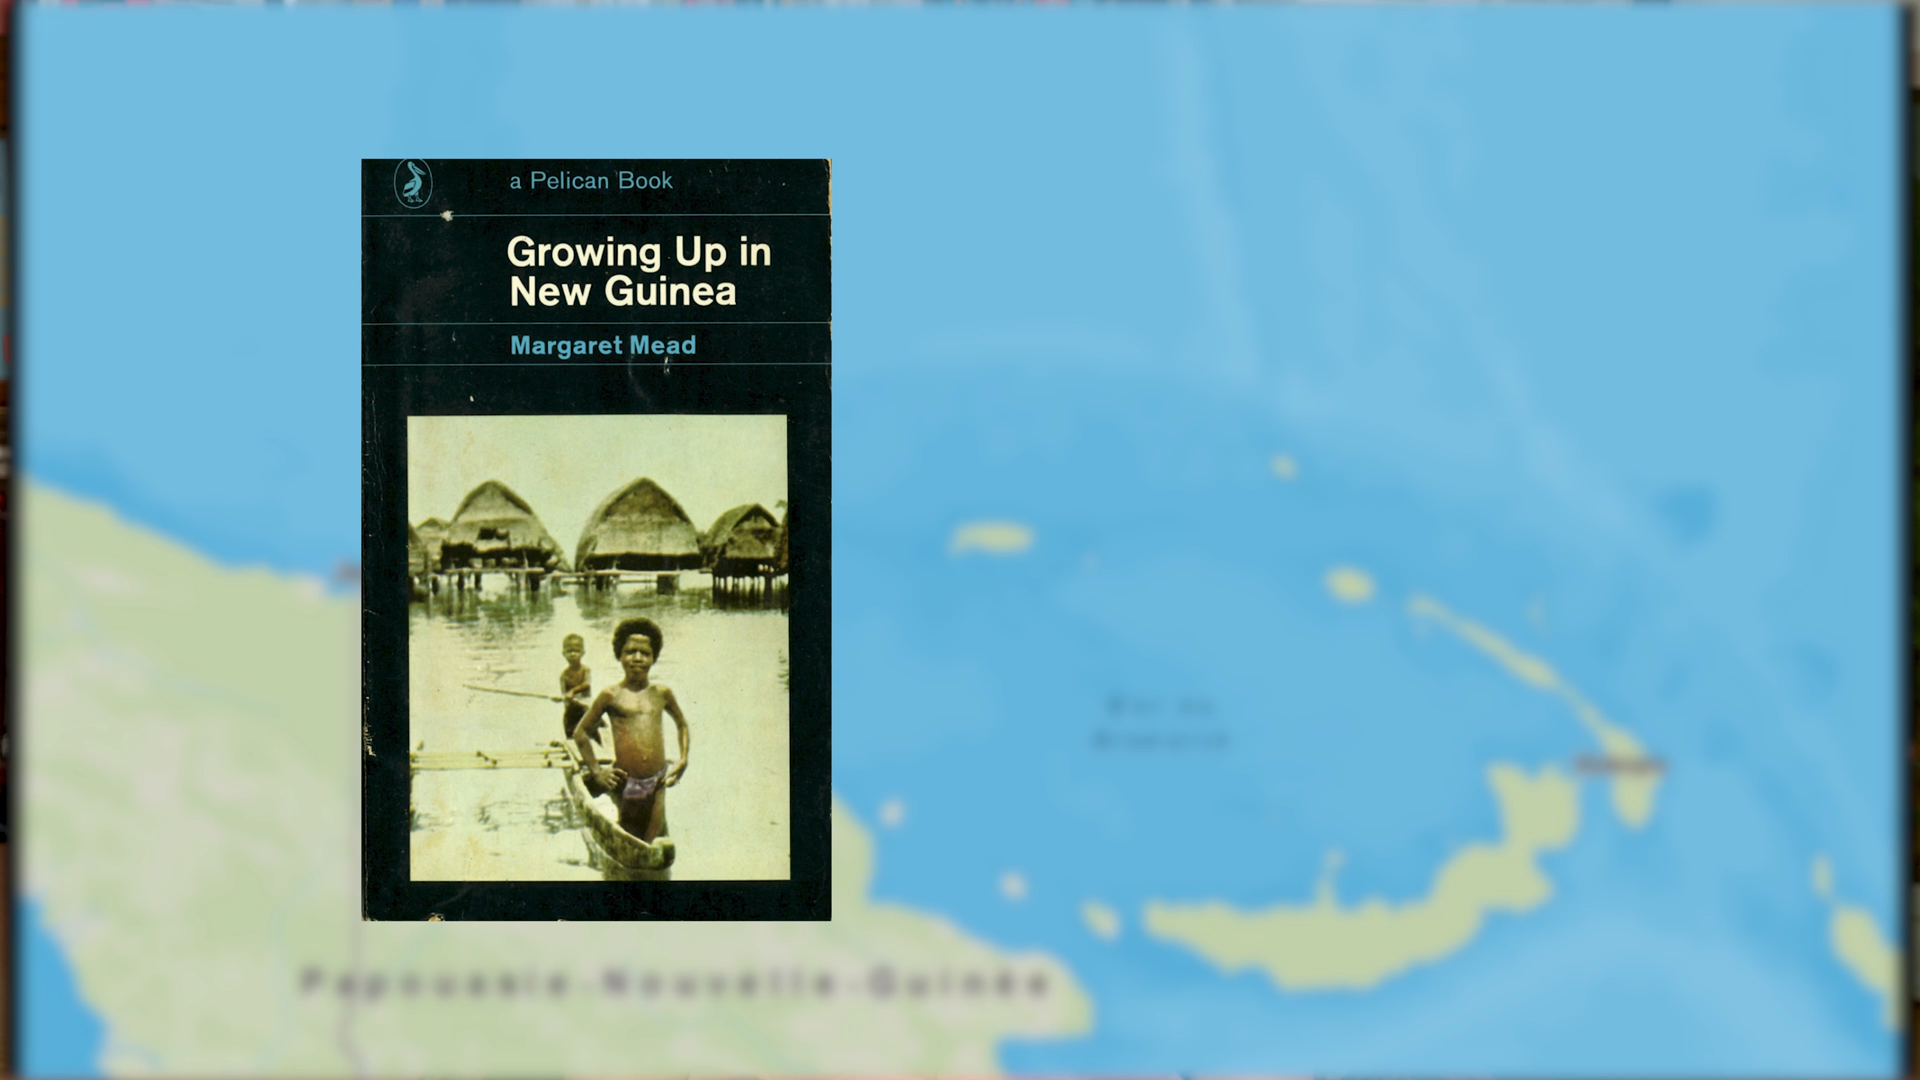 a Pelican Book
Growing Up in
New Guinea
Margaret Mead
Papouasie-Nouvelle-Guinée